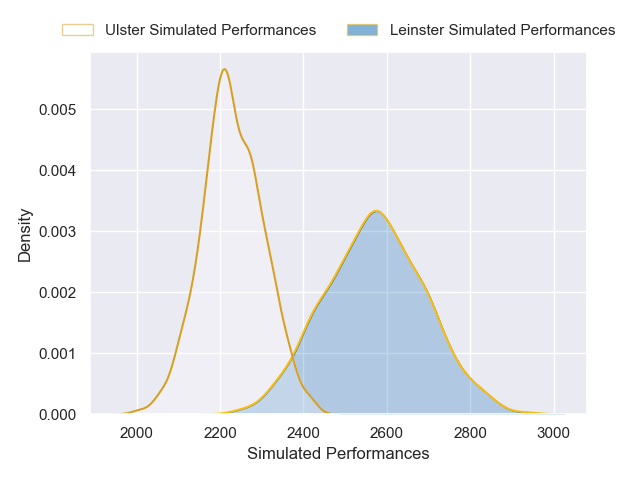 Ulster Simulated Performances
Leinster Simulated Performances
0.005
0.004
0.003
0.002
0.001
0.000
Density
2000 2200 2400 2600 2800 3000
Simulated Performances